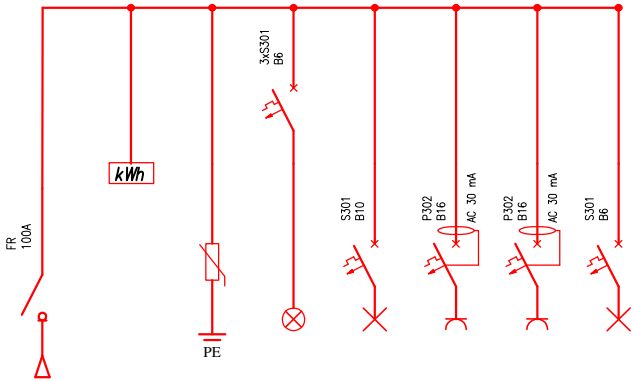 FR
100A
kWh
PE
3xS301
B6
S301
B10
P302
B16
AC 30 mA
P302
B16
AC 30 mA
S301
B6